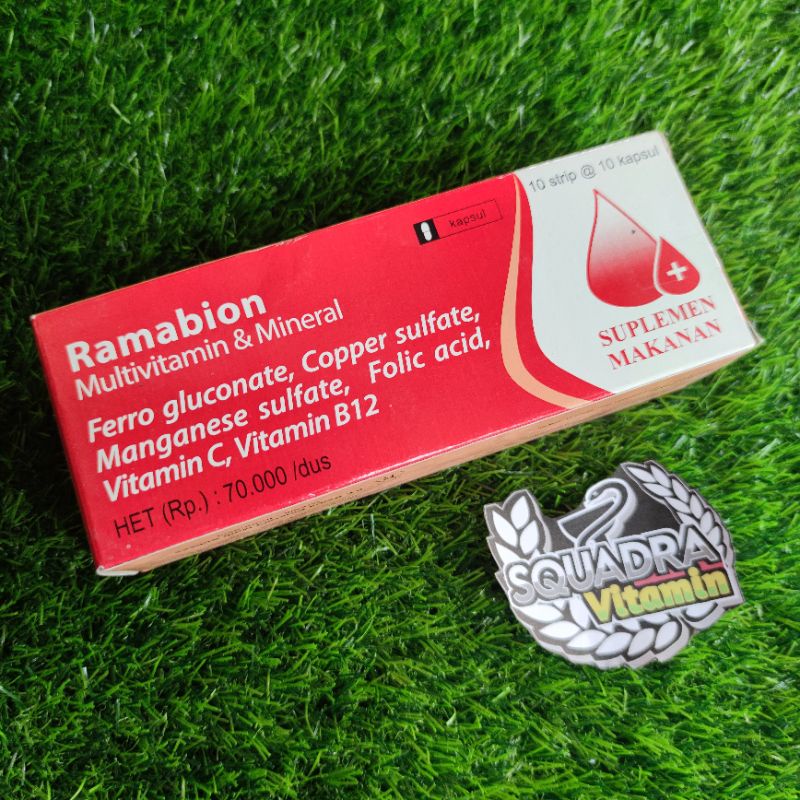 10 strip @ 10 kapsul
kapsul
Ramabion
Multivitamin & Mineral
Ferro gluconate, Copper sulfate,
Manganese sulfate, Folic acid,
Vitamin C, Vitamin B12
HET (Rp.) : 70.000 /dus
SUPLEMEN
MAKANAN
SQUADRA
Vitamin